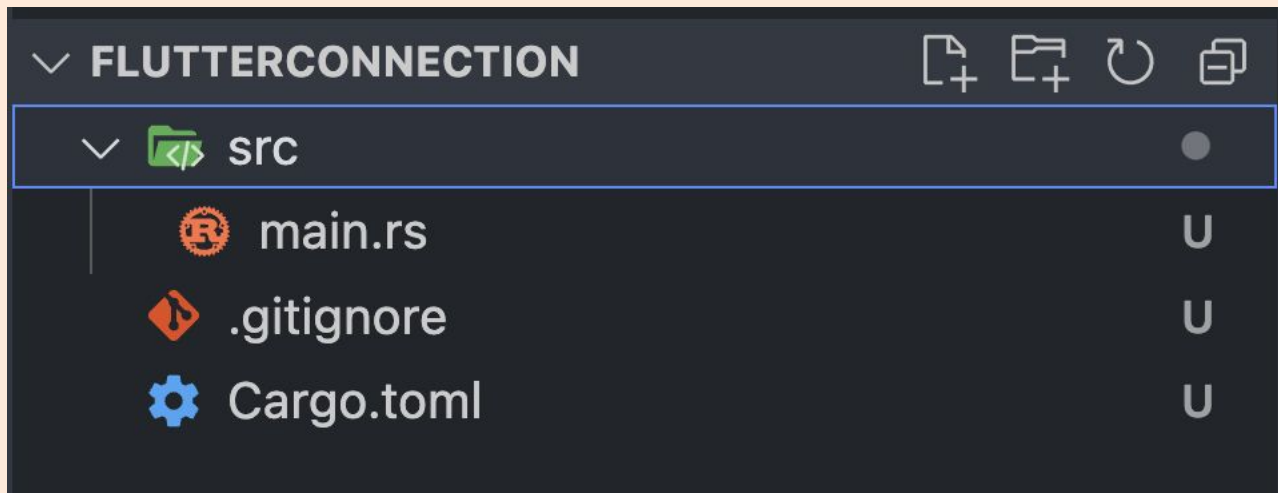 FLUTTERCONNECTION
src
main.rs U
.gitignore U
Cargo.toml U